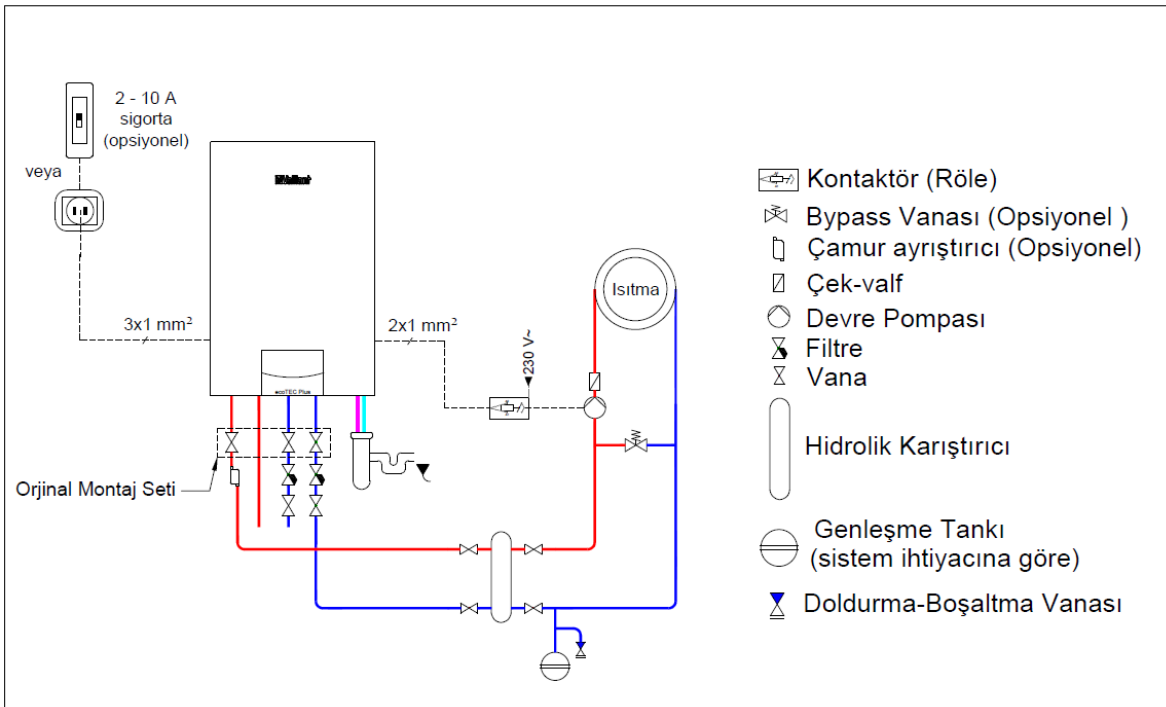 2 - 10 A
sigorta
(opsiyonel)
veya
3x1 mm²
2x1 mm²
230 V~
Isıtma
ecoTEC Plus
Orjinal Montaj Seti
Kontaktör (Röle)
Bypass Vanası (Opsiyonel )
Çamur ayrıştırıcı (Opsiyonel)
Çek-valf
Devre Pompası
Filtre
Vana
Hidrolik Karıştırıcı
Genleşme Tankı
(sistem ihtiyacına göre)
Doldurma-Boşaltma Vanası